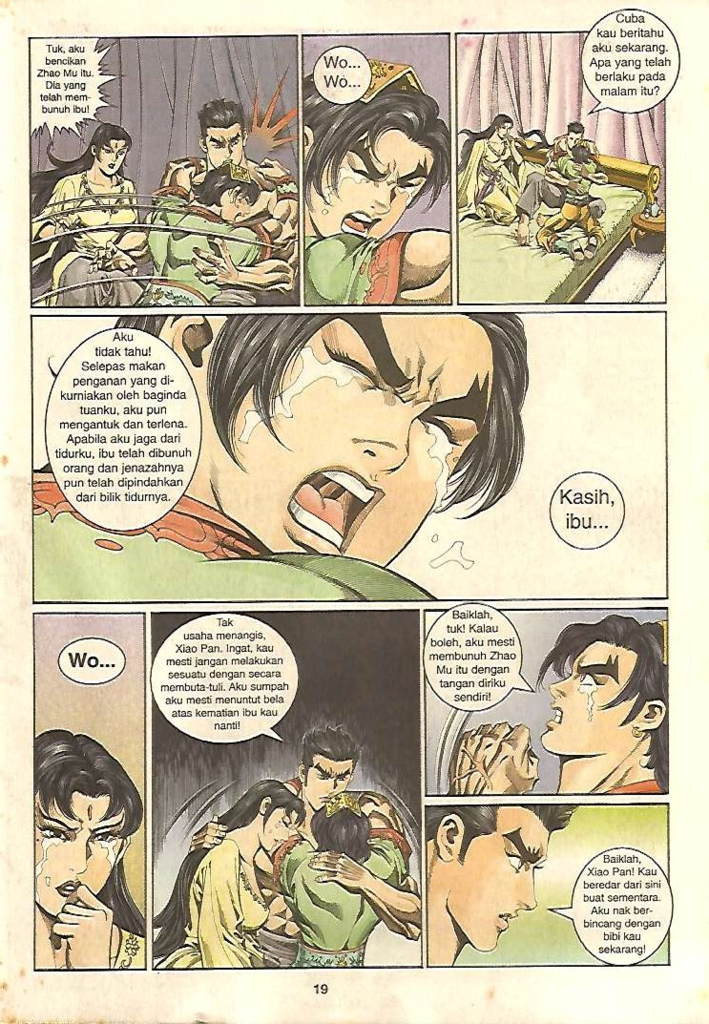 Tuk, aku
bencikan
Zhao Mu itu.
Dia yang
telah mem-
bunuh ibu!
Wo...
Wo...
Cuba
kau beritahu
aku sekarang.
Apa yang telah
berlaku pada
malam itu?
Aku
tidak tahu!
Selepas makan
penganan yang di-
kurniakan oleh baginda
tuanku, aku pun
mengantuk dan terlena.
Apabila aku jaga dari
tidurku, ibu telah dibunuh
orang dan jenazahnya
pun telah dipindahkan
dari bilik tidurnya.
Kasih,
ibu...
Wo...
Tak
usaha menangis,
Xiao Pan. Ingat, kau
mesti jangan melakukan
sesuatu dengan secara
membuta-tuli. Aku sumpah
aku mesti menuntut bela
atas kematian ibu kau
nanti!
Baiklah,
tuk! Kalau
boleh, aku mesti
membunuh Zhao
Mu itu dengan
tangan diriku
sendiri!
Baiklah,
Xiao Pan! Kau
beredar dari sini
buat sementara.
Aku nak ber-
bincang dengan
bibi kau
sekarang!
19